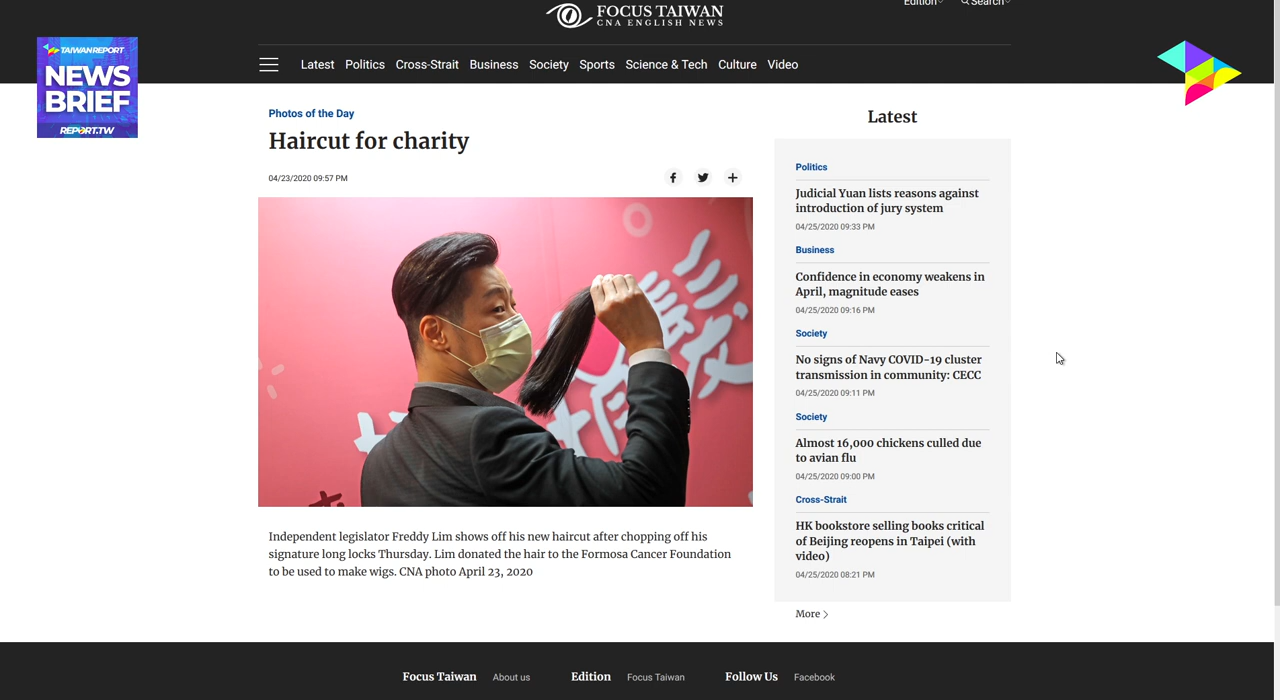 FOCUS TAIWAN
CNA ENGLISH NEWS
Edition
Search
TAIWAN REPORT
NEWS
BRIEF
REPORT.TW
Latest
Politics
Cross-Strait
Business
Society
Sports
Science & Tech
Culture
Video
Photos of the Day
Haircut for charity
04/23/2020 09:57 PM
Independent legislator Freddy Lim shows off his new haircut after chopping off his
signature long locks Thursday. Lim donated the hair to the Formosa Cancer Foundation
to be used to make wigs. CNA photo April 23, 2020
Latest
Politics
Judicial Yuan lists reasons against
introduction of jury system
04/25/2020 09:33 PM
Business
Confidence in economy weakens in
April, magnitude eases
04/25/2020 09:16 PM
Society
No signs of Navy COVID-19 cluster
transmission in community: CECC
04/25/2020 09:11 PM
Society
Almost 16,000 chickens culled due
to avian flu
04/25/2020 09:00 PM
Cross-Strait
HK bookstore selling books critical
of Beijing reopens in Taipei (with
video)
04/25/2020 08:21 PM
More
Focus Taiwan
About us
Edition
Focus Taiwan
Follow Us
Facebook